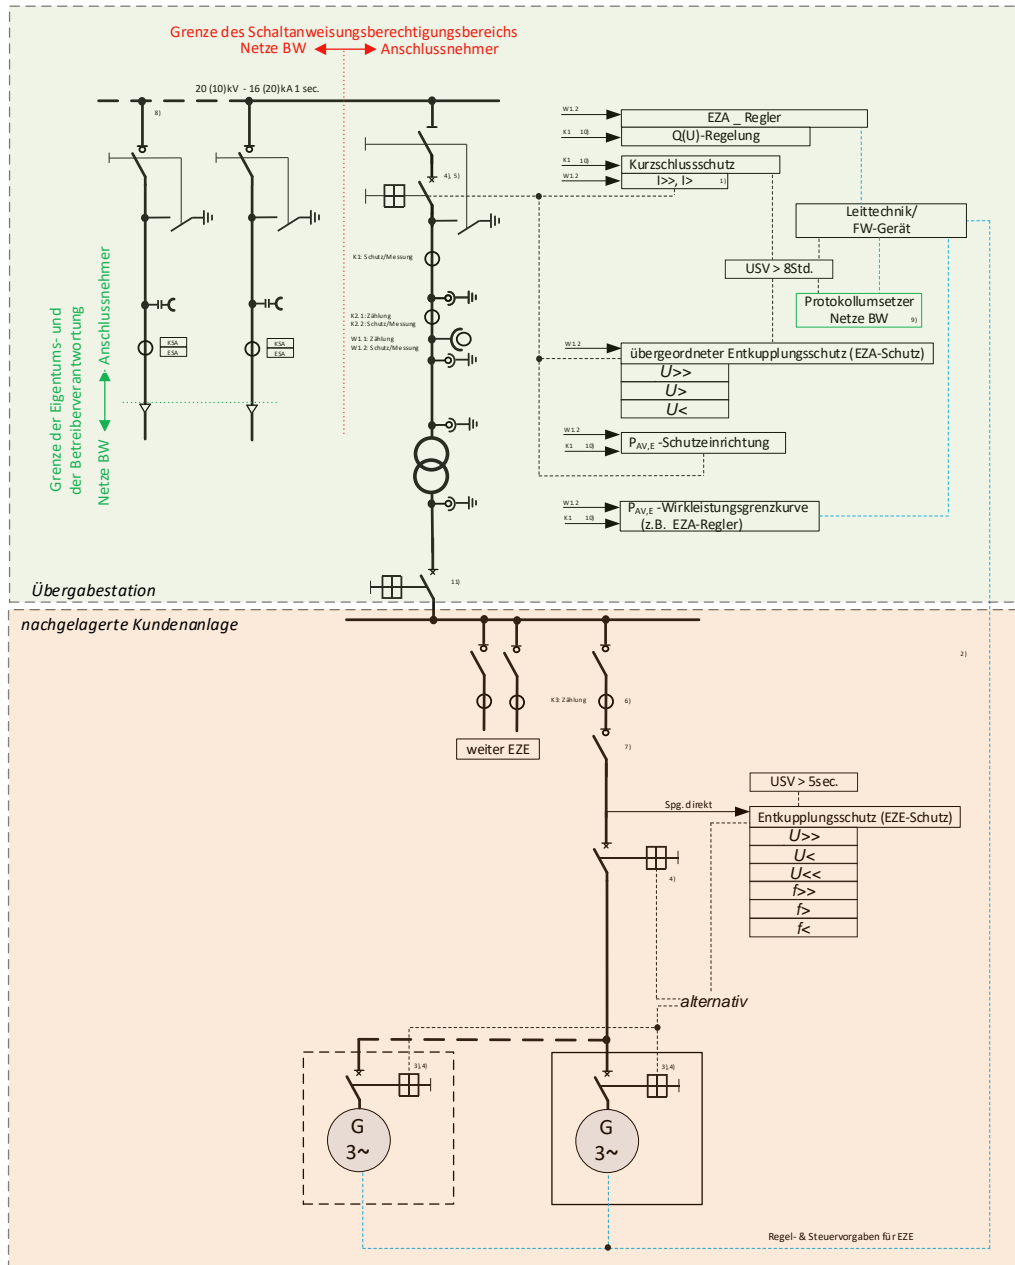 Grenze des Schaltanweisungsberechtigungsbereichs
Netze BW
Anschlussnehmer
20 (10)kV - 16 (20)kA 1 sec.
8)
4), 5)
K1: Schutz/Messung
K2.1: Zählung
K2.2: Schutz/Messung
W1.1: Zählung
W1.2: Schutz/Messung
KSA
ESA
KSA
ESA
Grenze der Eigentums- und
der Betreiberverantwortung
Netze BW
Anschlussnehmer
W1.2
EZA _ Regler
K1 10)
Q(U)-Regelung
K1 10)
Kurzschlussschutz
W1.2
I>>, I> 1)
Leittechnik/
FW-Gerät
USV > 8Std.
Protokollumsetzer
Netze BW 9)
W1.2
übergeordneter Entkupplungsschutz (EZA-Schutz)
U>>
U>
U<
W1.2
K1 10)
PAV,E -Schutzeinrichtung
W1.2
K1 10)
PAV,E -Wirkleistungsgrenzkurve
(z.B. EZA-Regler)
11)
Übergabestation
nachgelagerte Kundenanlage
2)
K3: Zählung
6)
weiter EZE
7)
USV > 5sec.
Spg. direkt
Entkupplungsschutz (EZE-Schutz)
U>>
U<
U<<
f>>
f>
f<
4)
alternativ
3),4)
3),4)
G
3~
G
3~
Regel- & Steuervorgaben für EZE